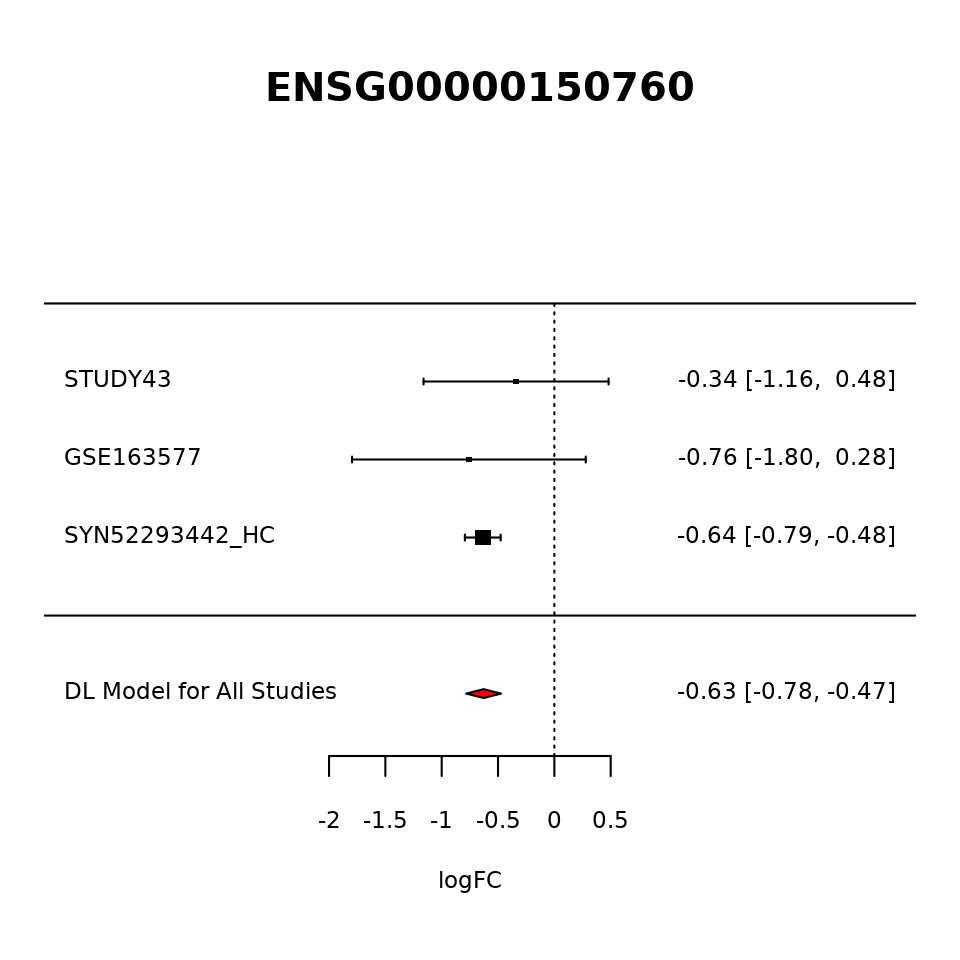 ENSG00000150760
STUDY43 -0.34 [-1.16, 0.48]
GSE163577 -0.76 [-1.80, 0.28]
SYN52293442_HC -0.64 [-0.79, -0.48]
DL Model for All Studies -0.63 [-0.78, -0.47]
-2 -1.5 -1 -0.5 0 0.5
logFC